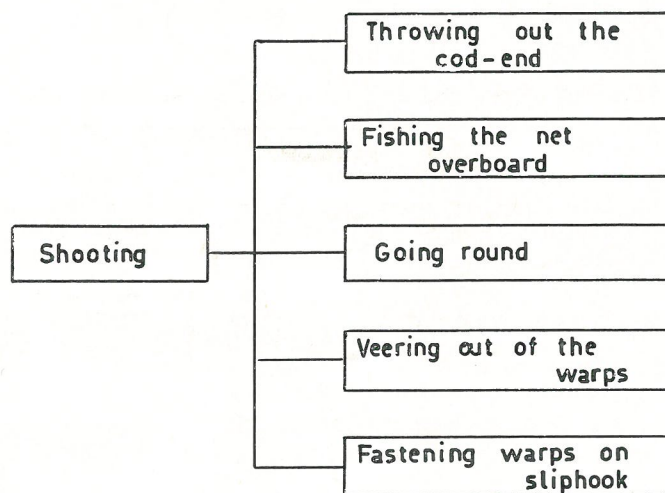 Throwing out the
cod-end
Fishing the net
overboard
Shooting
Going round
Veering out of the
warps
Fastening warps on
sliphook